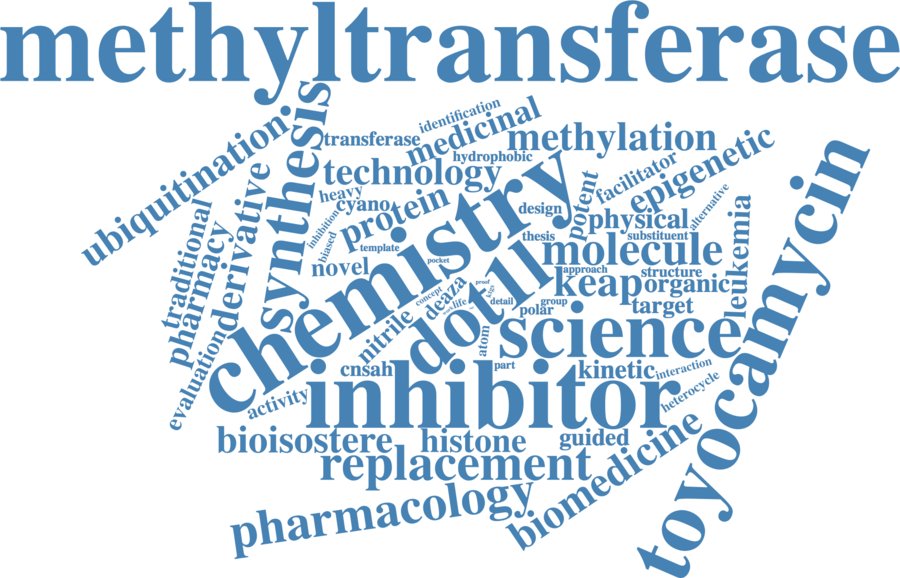 methyltransferase
synthesis
ubiquitination
transferase
identification
medicinal
methylation
hydrophobic
technology
epigenetic
facilitator
potent
heavy
cyano
protein
chemistry
design
physical
alternative
toyocamycin
traditional
pharmacy
derivative
inhibition
biased
template
thesis
substituent
molecule
leukemia
novel
pocket
approach
structure
keap
organic
proof
concept
deaza
dot1l
life
detail
group
polar
target
nitrile
atom
science
evaluation
cnsah
part
kinetic
interaction
heterocycle
activity
inhibitor
bioisostere
histone
guided
replacement
biomedicine
pharmacology